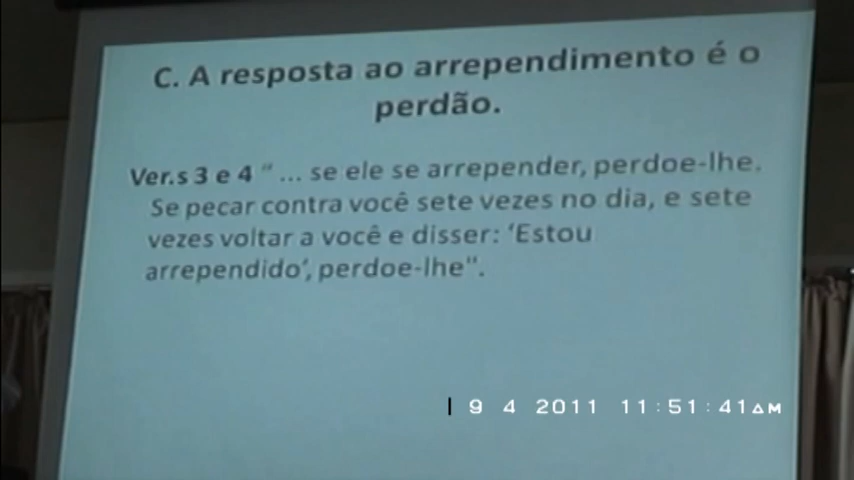 C. A resposta ao arrependimento é o
perdão.
Ver.s 3 e 4 “ ... se ele se arrepender, perdoe-lhe.
Se pecar contra você sete vezes no dia, e sete
vezes voltar a você e disser: ‘Estou
arrependido’, perdoe-lhe".
9 4 2011 11:51:41AM